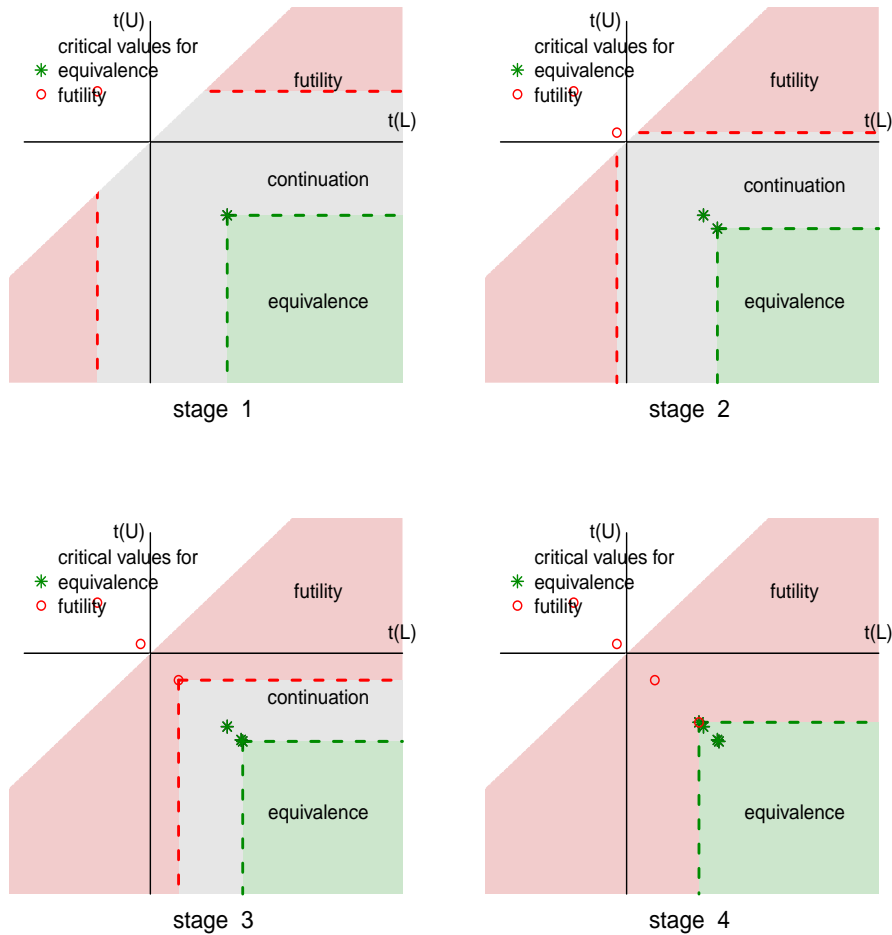 t(U)
critical values for
equivalence
futility
futility
t(L)
continuation
equivalence
stage 1
t(U)
critical values for
equivalence
futility
futility
t(L)
continuation
equivalence
stage 2
t(U)
critical values for
equivalence
futility
futility
t(L)
continuation
equivalence
stage 3
t(U)
critical values for
equivalence
futility
futility
t(L)
equivalence
stage 4